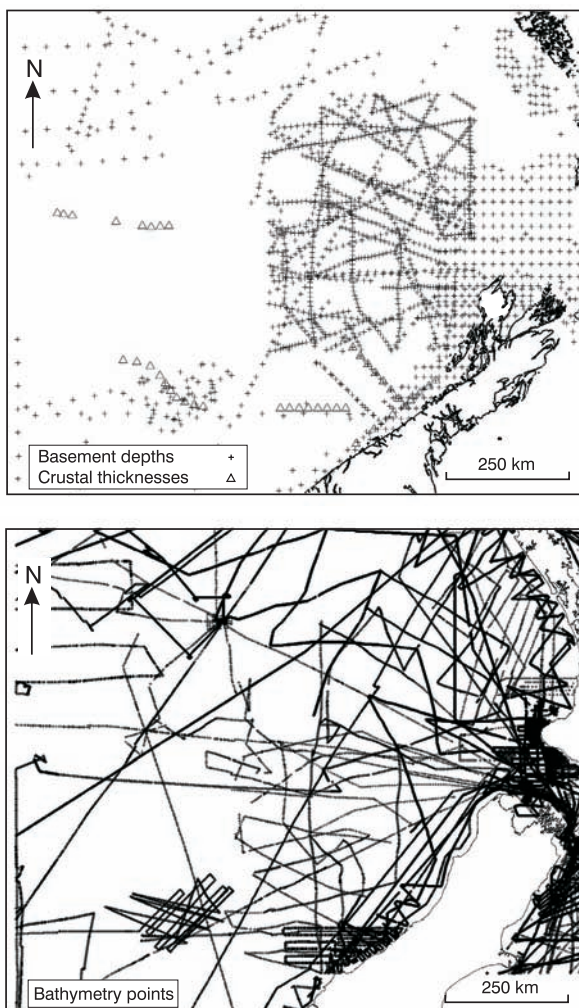 N
Basement depths +
Crustal thicknesses △
250 km
N
Bathymetry points
250 km